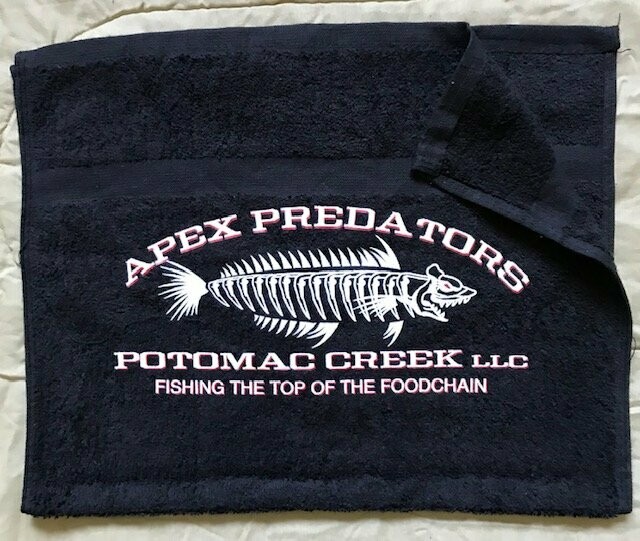 APEX PREDATORS
POTOMAC CREEK LLC
FISHING THE TOP OF THE FOODCHAIN